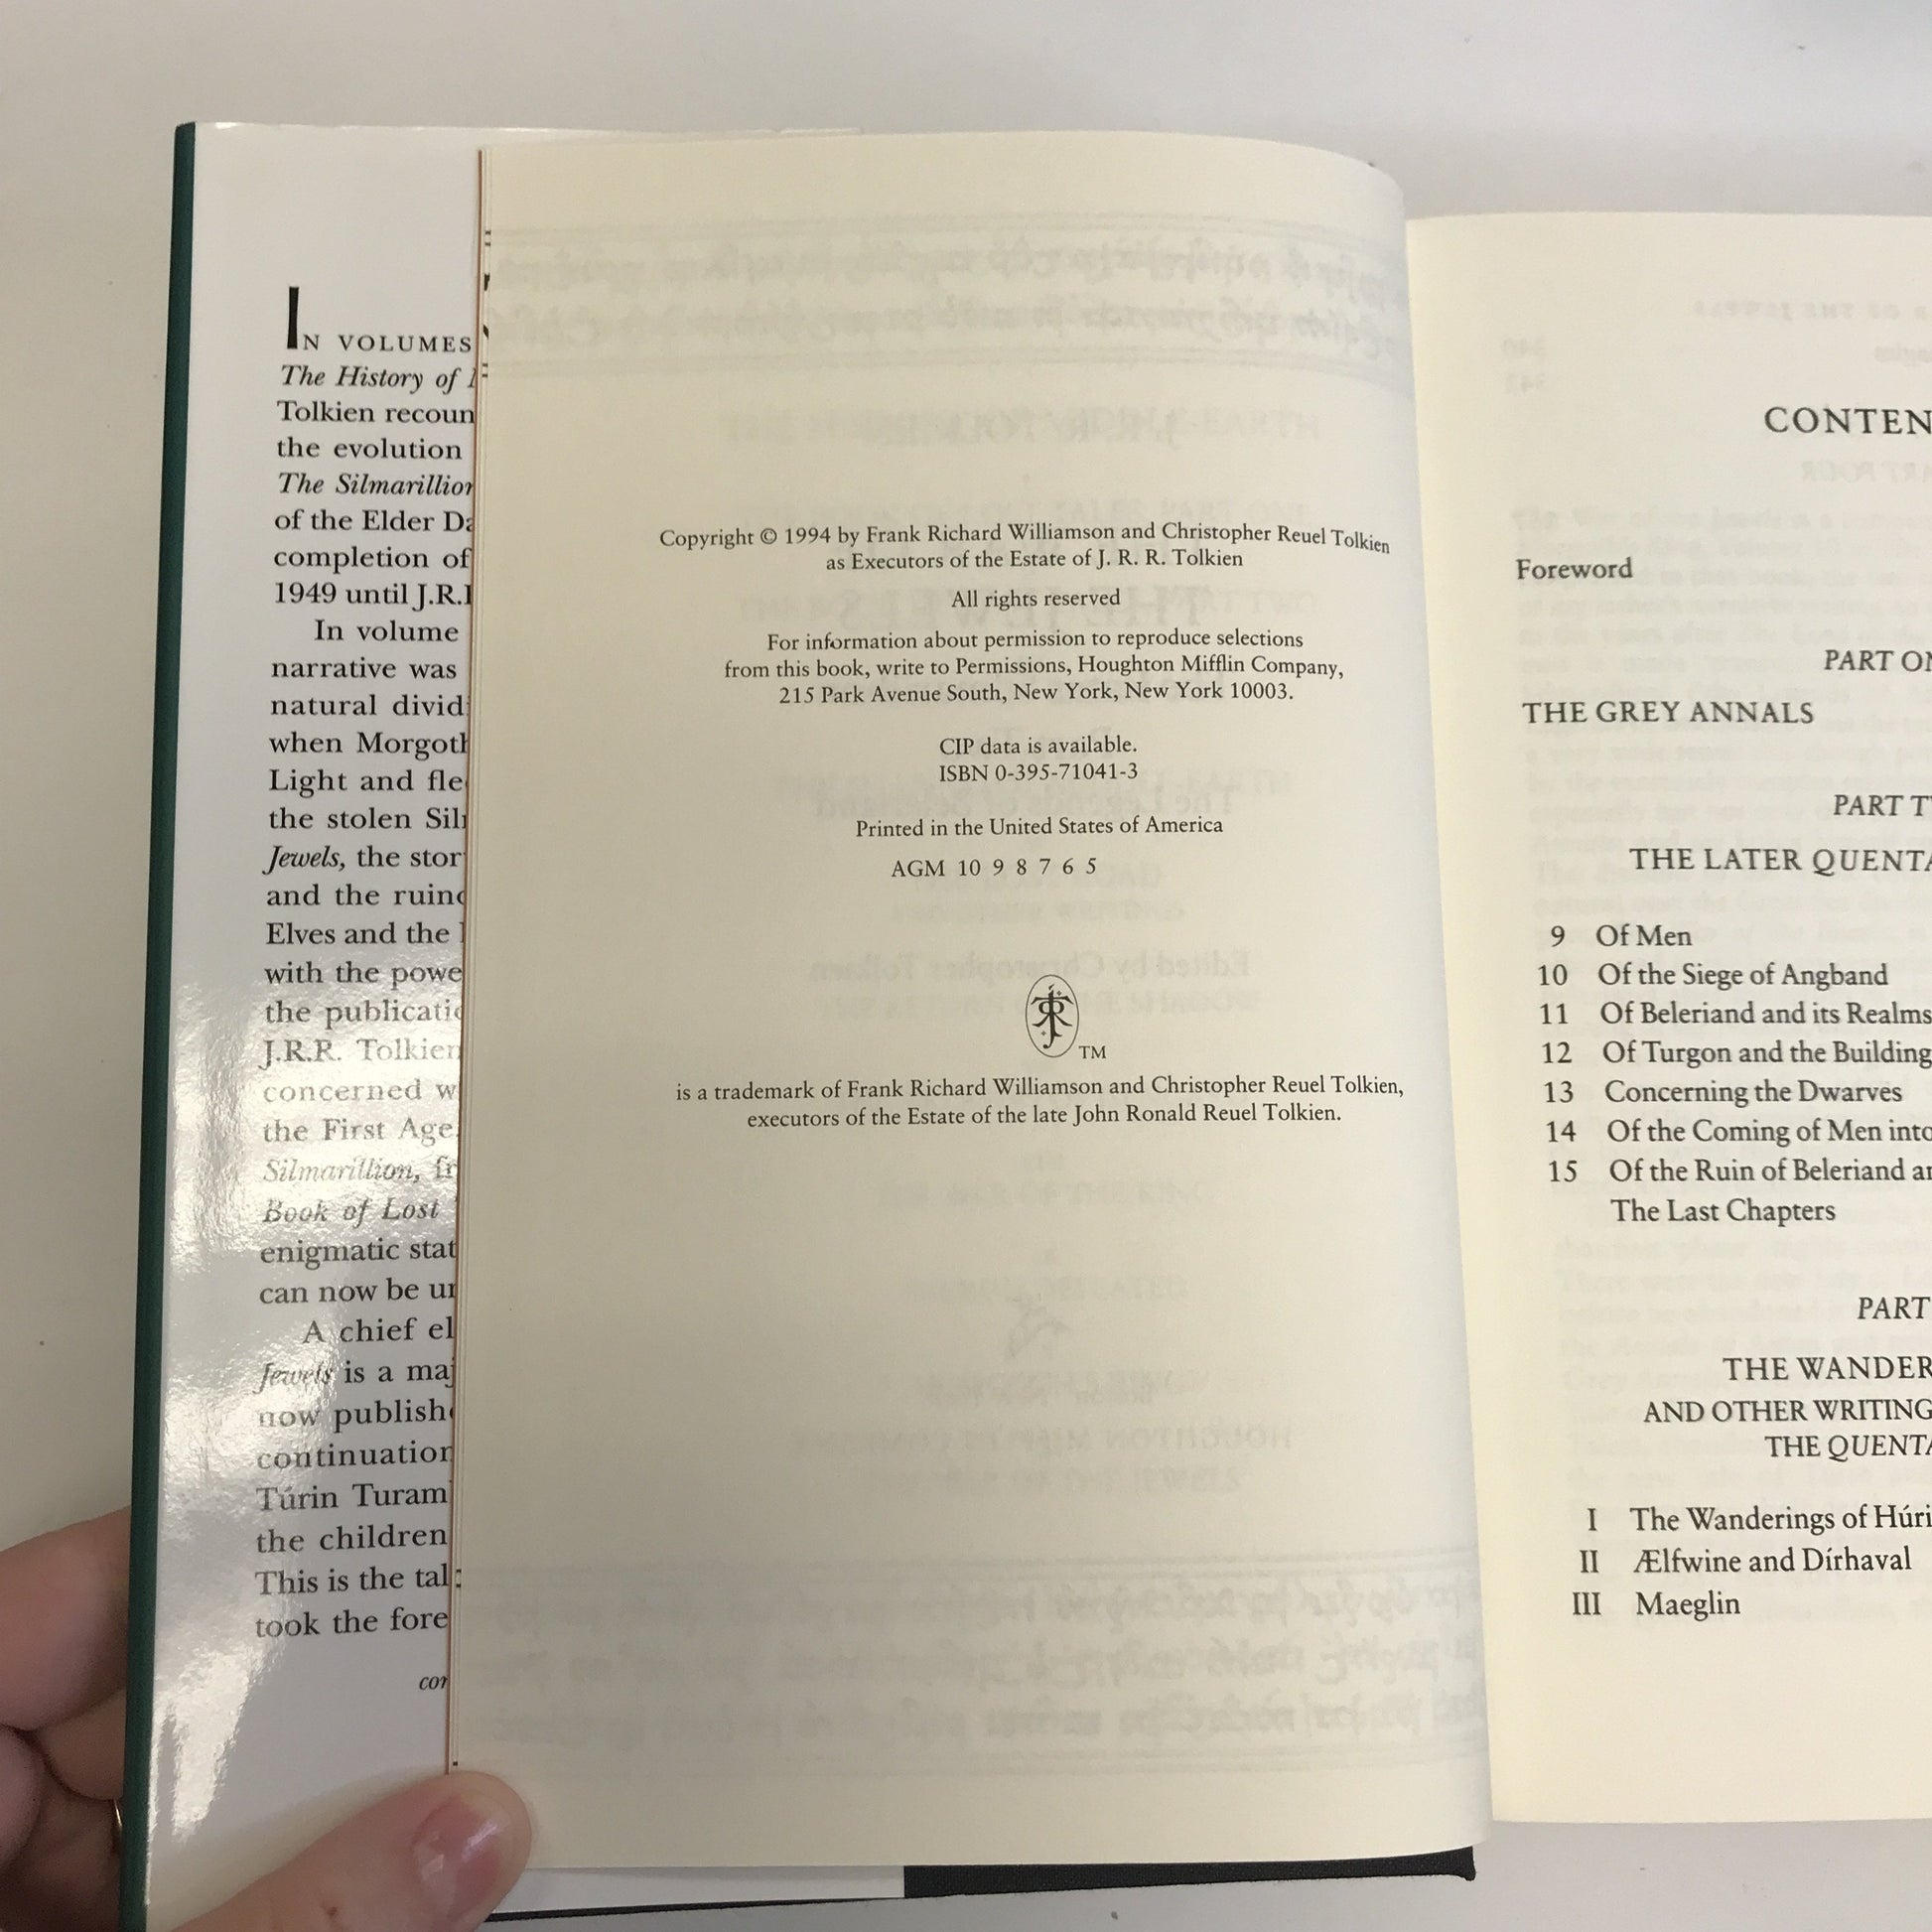 IN VOLUMES
The History of
Tolkien recoun
the evolution
The Silmarillion
of the Elder Da
completion of
1949 until J.R.
In volume
narrative was
natural divid
when Morgoth
Light and fle
the stolen Sil
Jewels, the stor
and the ruin
Elves and the
with the powe
the publicatio
J.R.R. Tolkien
concerned w
the First Age
Silmarillion, fr
Book of Lost
enigmatic stat
can now be un
A chief el
Jewels is a maj
now publish
continuation
Túrin Turam
the children
This is the tal
took the fore
con
Copyright © 1994 by Frank Richard Williamson and Christopher Reuel Tolkien
as Executors of the Estate of J. R. R. Tolkien
All rights reserved
For information about permission to reproduce selections
from this book, write to Permissions, Houghton Mifflin Company,
215 Park Avenue South, New York, New York 10003.
CIP data is available.
ISBN 0-395-71041-3
Printed in the United States of America
AGM 10 9 8 7 6 5
TM
is a trademark of Frank Richard Williamson and Christopher Reuel Tolkien,
executors of the Estate of the late John Ronald Reuel Tolkien.
CONTEN
Foreword
PART ON
THE GREY ANNALS
PART TW
THE LATER QUENTA
9 Of Men
10 Of the Siege of Angband
11 Of Beleriand and its Realms
12 Of Turgon and the Building
13 Concerning the Dwarves
14 Of the Coming of Men into
15 Of the Ruin of Beleriand an
The Last Chapters
PART
THE WANDER
AND OTHER WRITING
THE QUENTA
I The Wanderings of Húri
II Ælfwine and Dírhaval
III Maeglin